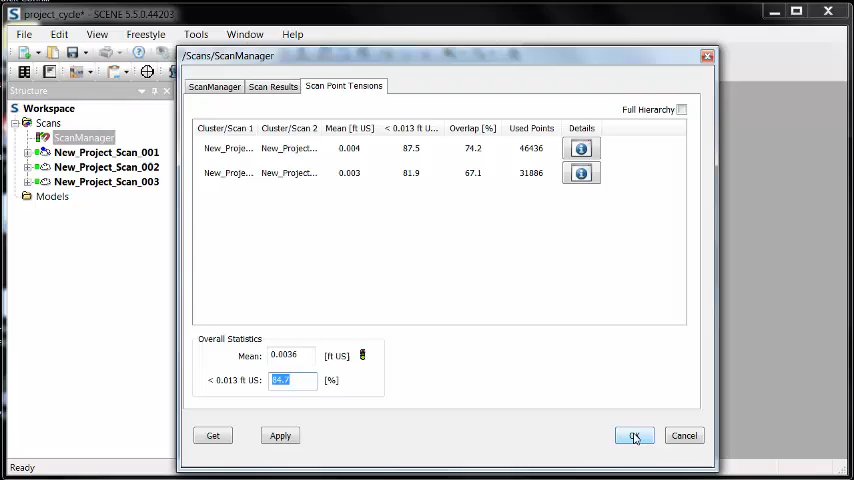 project_cycle* - SCENE 5.5.0.44203
File Edit View Freestyle Tools Window Help
/Scans/ScanManager
Structure
ScanManager Scan Results Scan Point Tensions
Workspace
Scans
ScanManager
New_Project_Scan_001
New_Project_Scan_002
New_Project_Scan_003
Models
Full Hierarchy
Cluster/Scan 1 Cluster/Scan 2 Mean [ft US] < 0.013 ft U... Overlap [%] Used Points Details
New_Proje... New_Project... 0.004 87.5 74.2 46436
New_Proje... New_Project... 0.003 81.9 67.1 31886
Overall Statistics
Mean: 0.0036 [ft US]
< 0.013 ft US: 84.7 [%]
Get Apply OK Cancel
Ready